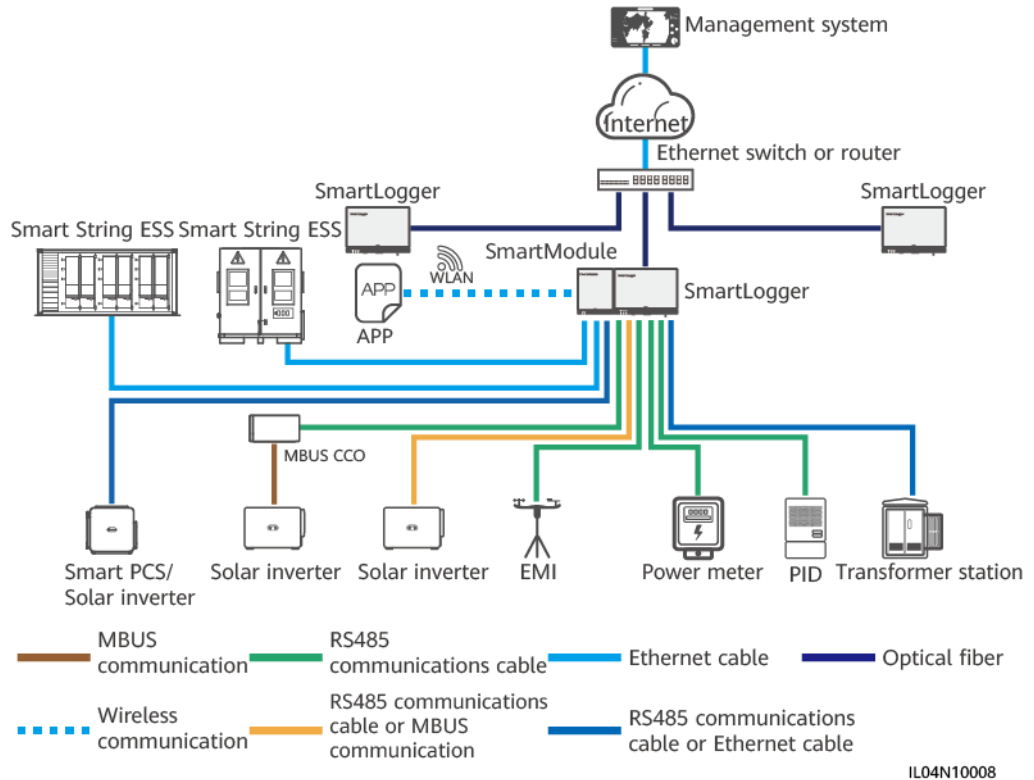 Management system
Internet
Ethernet switch or router
SmartLogger
SmartLogger
Smart String ESS
Smart String ESS
SmartModule
WLAN
APP
SmartLogger
APP
MBUS CCO
Smart PCS/
Solar inverter
Solar inverter
Solar inverter
EMI
Power meter
PID
Transformer station
MBUS
communication
RS485
communications cable
Ethernet cable
Optical fiber
Wireless
communication
RS485 communications
cable or MBUS
communication
RS485 communications
cable or Ethernet cable
IL04N10008